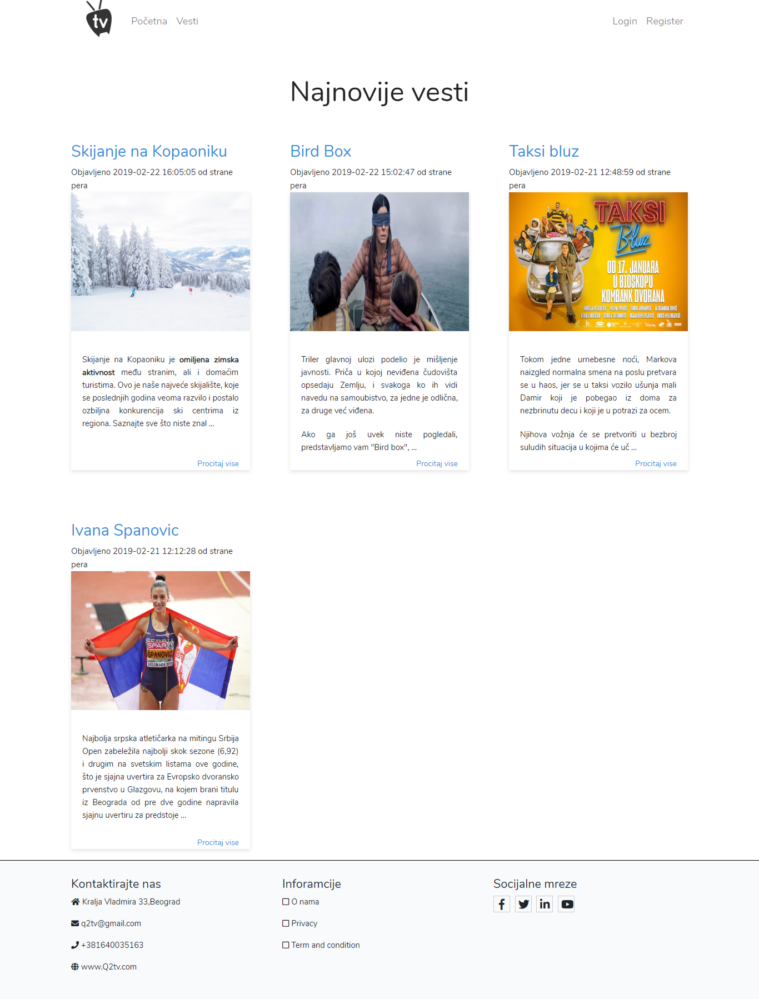 tv
Početna Vesti
Login Register
Najnovije vesti
Skijanje na Kopaoniku
Objavljeno 2019-02-22 16:05:05 od strane
pera
Skijanje na Kopaoniku je omiljena zimska
aktivnost među stranim, ali i domaćim
turistima. Ovo je naše najveće skijalište, koje
se poslednjih godina veoma razvilo i postalo
ozbiljna konkurencija ski centrima iz
regiona. Saznajte sve što niste znal ...
Procitaj vise
Bird Box
Objavljeno 2019-02-22 15:02:47 od strane
pera
Triler glavnoj ulozi podelio je mišljenje
javnosti. Priča u kojoj neviđena čudovišta
opsedaju Zemlju, i svakoga ko ih vidi
navedu na samoubistvo, za jedne je odlična,
za druge već viđena.
Ako ga još uvek niste pogledali,
predstavljamo vam "Bird box", ...
Procitaj vise
Taksi bluz
Objavljeno 2019-02-21 12:48:59 od strane
pera
TAKSI
Bluz
OD 17. JANUARA
U BIOSKOPU
KOMBANK DVORANA
Tokom jedne urnebesne noći, Markova
naizgled normalna smena na poslu pretvara
se u haos, jer se u taksi vozilo ušunja mali
Damir koji je pobegao iz doma za
nezbrinutu decu i koji je u potrazi za ocem.
Njihova vožnja će se pretvoriti u bezbroj
suludih situacija u kojima će uč ...
Procitaj vise
Ivana Spanovic
Objavljeno 2019-02-21 12:12:28 od strane
pera
SERBIA
SPAR
ŠPANOVIĆ
BELGRADE 2017
Najbolja srpska atletičarka na mitingu Srbija
Open zabeležila najbolji skok sezone (6,92)
i drugim na svetskim listama ove godine,
što je sjajna uvertira za Evropsko dvoransko
prvenstvo u Glazgovu, na kojem brani titulu
iz Beograda od pre dve godine napravila
sjajnu uvertiru za predstoje ...
Procitaj vise
Kontaktirajte nas
Kralja Vladmira 33,Beograd
q2tv@gmail.com
+381640035163
www.Q2tv.com
Inforamcije
O nama
Privacy
Term and condition
Socijalne mreze